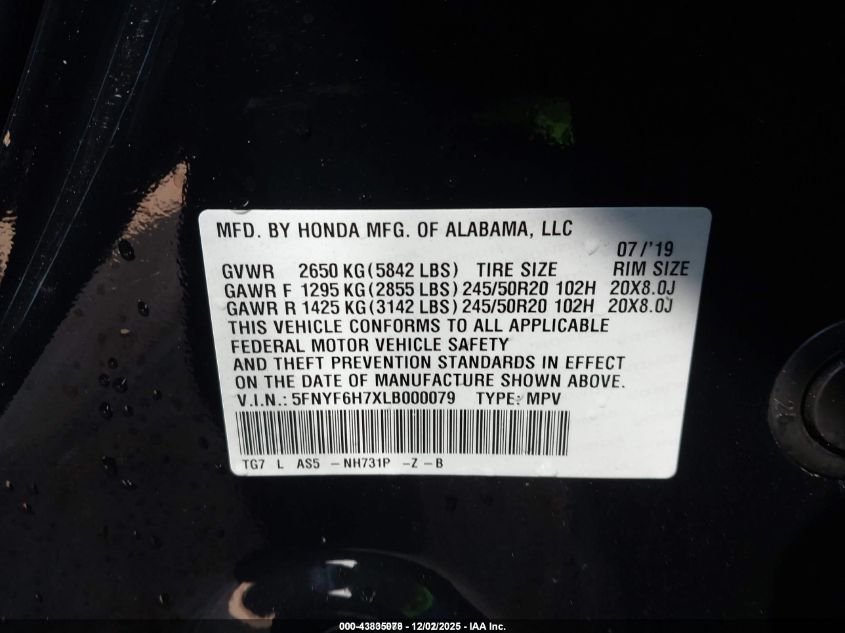 MFD. BY HONDA MFG. OF ALABAMA, LLC
07/'19
GVWR 2650 KG(5842 LBS) TIRE SIZE RIM SIZE
GAWR F 1295 KG(2855 LBS)245/50R20 102H 20X8.0J
GAWR R 1425 KG(3142 LBS)245/50R20 102H 20X8.0J
THIS VEHICLE CONFORMS TO ALL APPLICABLE
FEDERAL MOTOR VEHICLE SAFETY
AND THEFT PREVENTION STANDARDS IN EFFECT
ON THE DATE OF MANUFACTURE SHOWN ABOVE.
V.I.N.: 5FNYF6H7XLB000079 TYPE: MPV
TG7 L AS5 -NH731P -Z-B
12/02/2025 - IAA Inc.